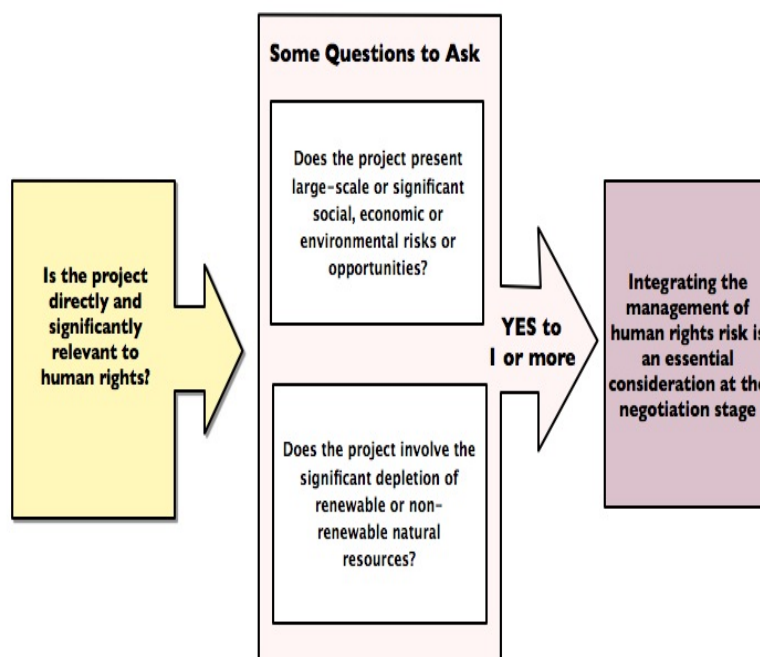 Is the project
directly and
significantly
relevant to
human rights?
Some Questions to Ask
Does the project present
large-scale or significant
social, economic or
environmental risks or
opportunities?
Does the project involve the
significant depletion of
renewable or non-
renewable natural
resources?
YES to
1 or more
Integrating the
management of
human rights risk is
an essential
consideration at the
negotiation stage